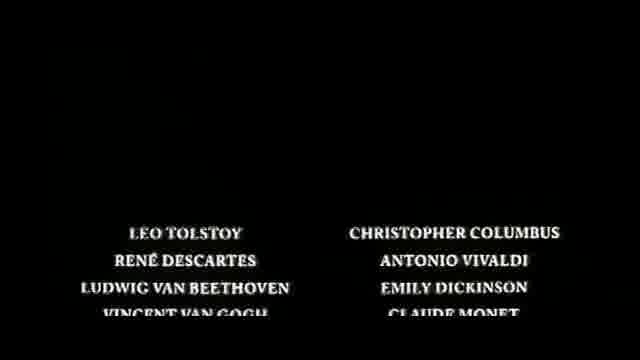 LEO TOLSTOY CHRISTOPHER COLUMBUS
RENÉ DESCARTES ANTONIO VIVALDI
LUDWIG VAN BEETHOVEN EMILY DICKINSON
VINCENT VAN GOGH CLAUDE MONET